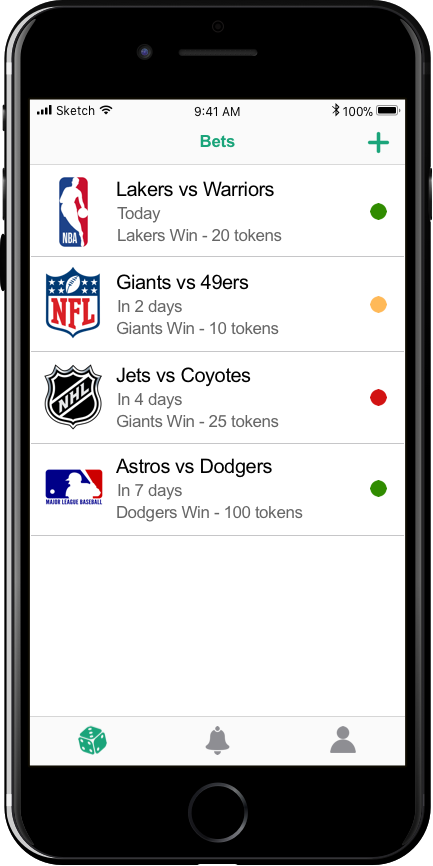 Sketch 9:41 AM 100%
Bets
Lakers vs Warriors
Today
Lakers Win - 20 tokens
NBA
Giants vs 49ers
In 2 days
Giants Win - 10 tokens
NFL
Jets vs Coyotes
In 4 days
Giants Win - 25 tokens
NHL
Astros vs Dodgers
In 7 days
Dodgers Win - 100 tokens
MAJOR LEAGUE BASEBALL